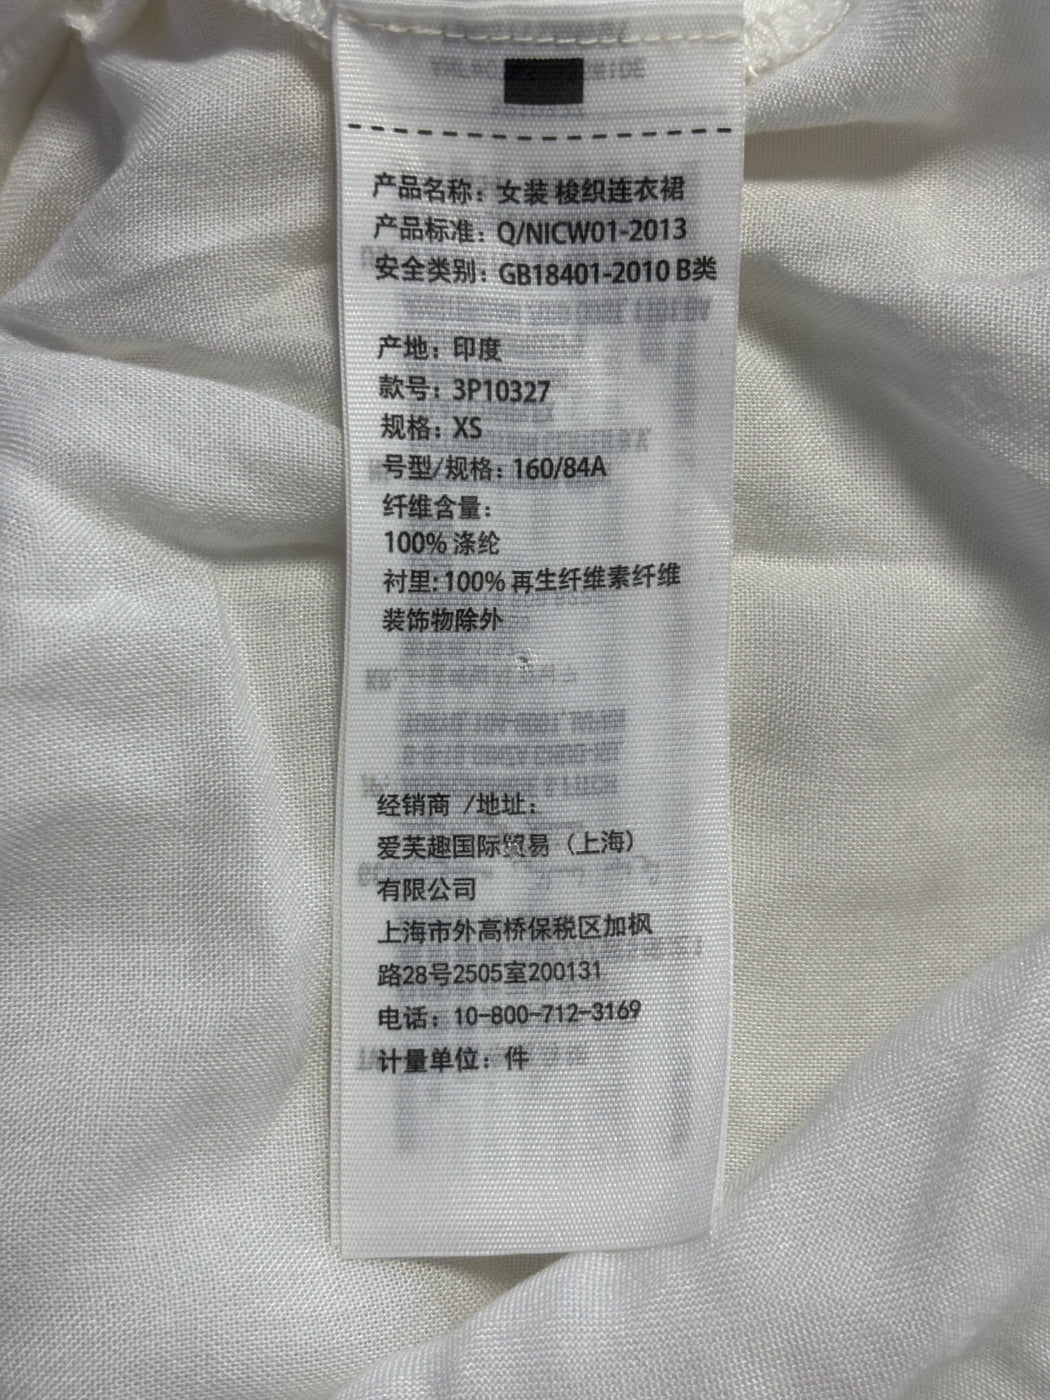 产品名称：女装 梭织连衣裙
产品标准：Q/NICW01-2013
安全类别：GB18401-2010 B类
产地：印度
款号：3P10327
规格：XS
号型/规格：160/84A
纤维含量：
100% 涤纶
衬里：100% 再生纤维素纤维
装饰物除外
经销商 /地址：
爱芙趣国际贸易（上海）
有限公司
上海市外高桥保税区加枫
路28号2505室200131
电话：10-800-712-3169
计量单位：件